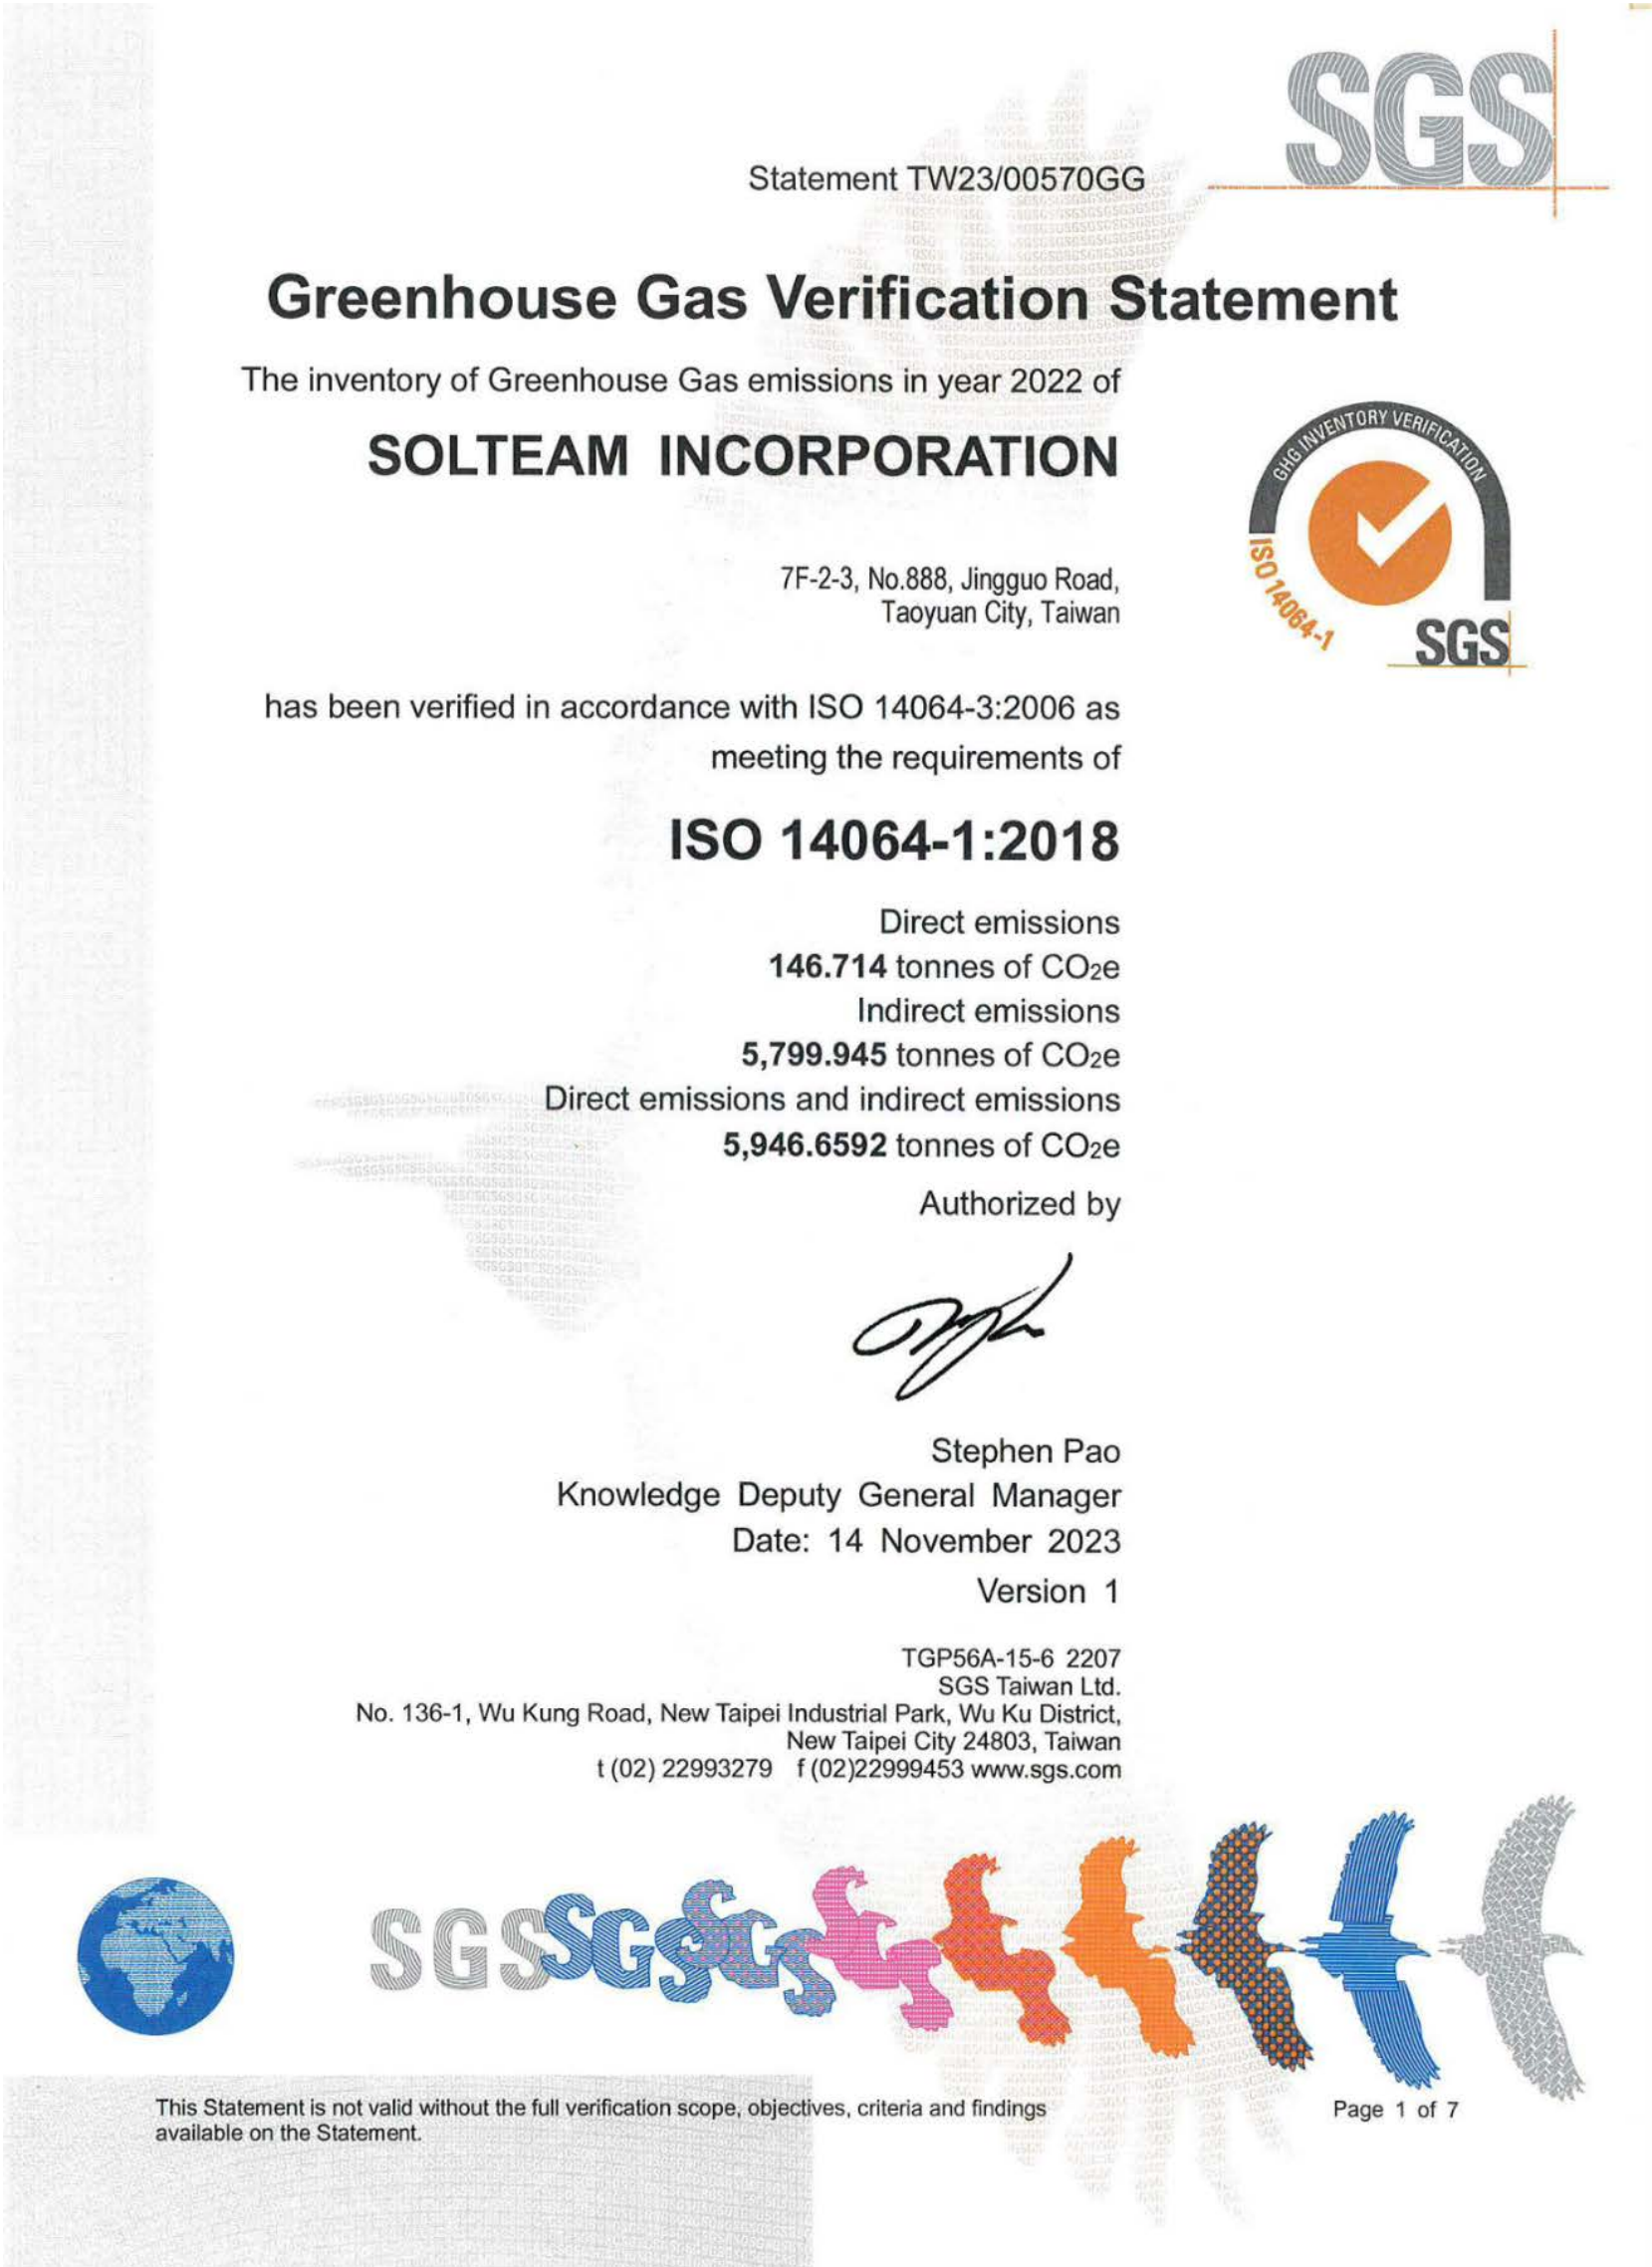 SGS
Statement TW23/00570GG
Greenhouse Gas Verification Statement
The inventory of Greenhouse Gas emissions in year 2022 of
SOLTEAM INCORPORATION
GHG INVENTORY VERIFICATION
ISO 14064-1
SGS
7F-2-3, No.888, Jingguo Road,
Taoyuan City, Taiwan
has been verified in accordance with ISO 14064-3:2006 as
meeting the requirements of
ISO 14064-1:2018
Direct emissions
146.714 tonnes of CO2e
Indirect emissions
5,799.945 tonnes of CO2e
Direct emissions and indirect emissions
5,946.6592 tonnes of CO2e
Authorized by
Stephen Pao
Knowledge Deputy General Manager
Date: 14 November 2023
Version 1
TGP56A-15-6 2207
SGS Taiwan Ltd.
No. 136-1, Wu Kung Road, New Taipei Industrial Park, Wu Ku District,
New Taipei City 24803, Taiwan
t (02) 22993279 f (02)22999453 www.sgs.com
SGSSGSSGS
This Statement is not valid without the full verification scope, objectives, criteria and findings
available on the Statement.
Page 1 of 7